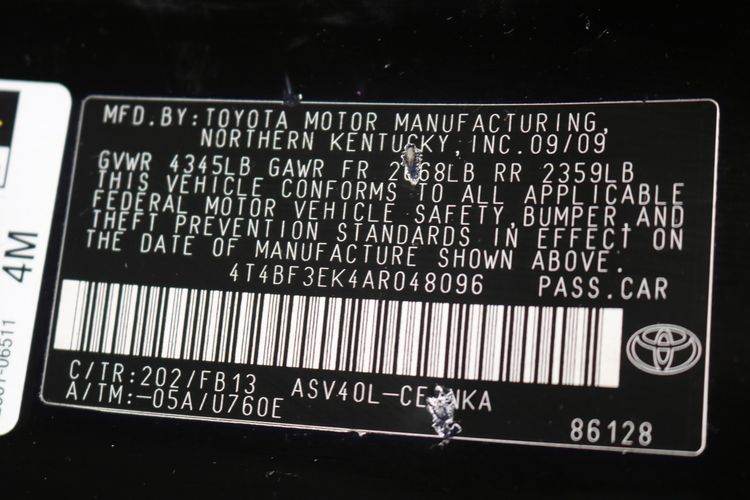 MFD.BY:TOYOTA MOTOR MANUFACTURING,
NORTHERN KENTUCKY, INC.09/09
GVWR 4345LB GAWR FR LB RR 2359LB
THIS VEHICLE CONFORMS TO ALL APPLICABLE
FEDERAL MOTOR VEHICLE SAFETY,BUMPER,AND
THEFT PREVENTION STANDARDS IN EFFECT ON
THE DATE OF MANUFACTURE SHOWN ABOVE.
4T4BF3EK4AR048096 PASS.CAR
C/TR:202/FB13 
A/TM:-05A/U760E
86128
4M